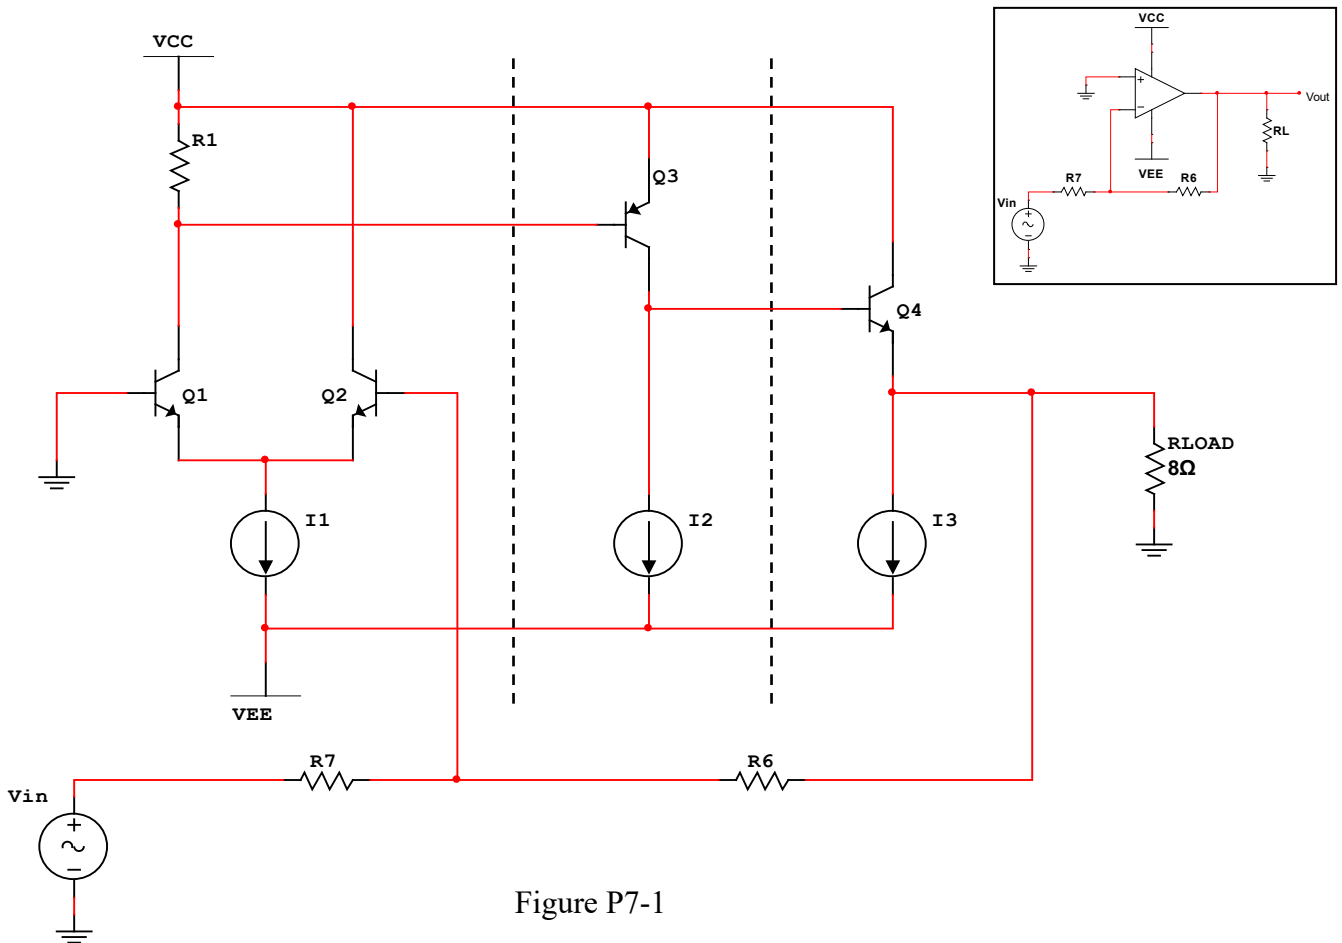 VCC
R1
Q3
Q4
Q1
Q2
I1
I2
I3
RLOAD
8Ω
VEE
R7
R6
Vin
+
−
Figure P7-1
VCC
+
−
VEE
Vout
RL
R7
R6
Vin
+
−